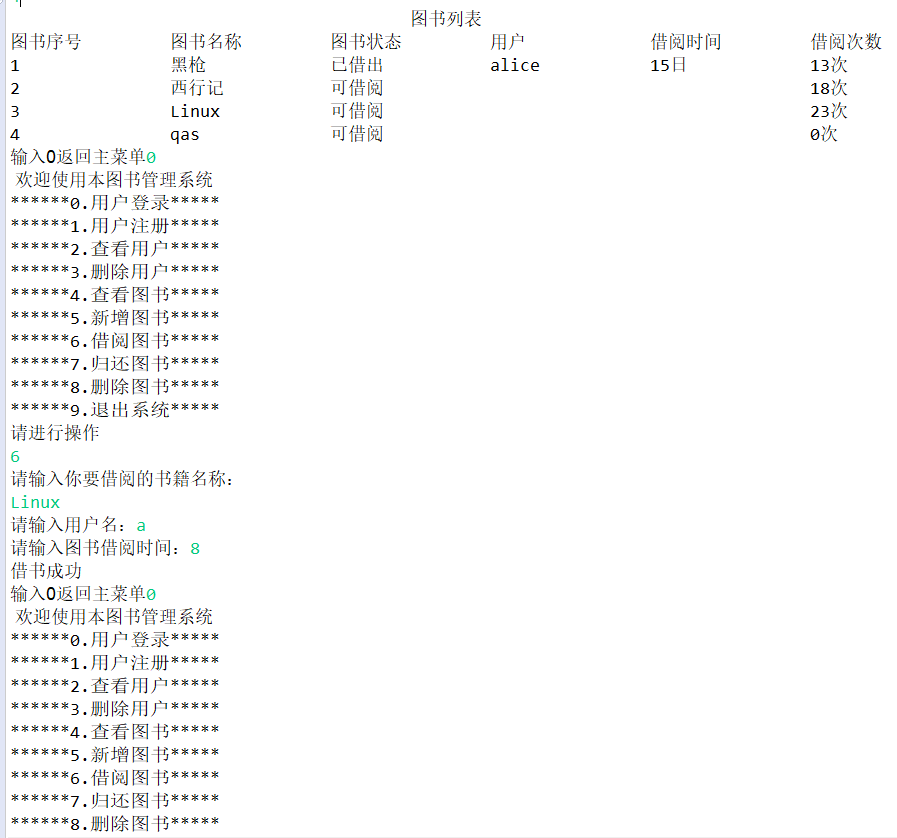 图书列表
图书序号 图书名称 图书状态 用户 借阅时间 借阅次数
1 黑枪 已借出 alice 15日 13次
2 西行记 可借阅 18次
3 Linux 可借阅 23次
4 qas 可借阅 0次
输入0返回主菜单0
欢迎使用本图书管理系统
******0.用户登录*****
******1.用户注册*****
******2.查看用户*****
******3.删除用户*****
******4.查看图书*****
******5.新增图书*****
******6.借阅图书*****
******7.归还图书*****
******8.删除图书*****
******9.退出系统*****
请进行操作
6
请输入你要借阅的书籍名称：
Linux
请输入用户名：a
请输入图书借阅时间：8
借书成功
输入0返回主菜单0
欢迎使用本图书管理系统
******0.用户登录*****
******1.用户注册*****
******2.查看用户*****
******3.删除用户*****
******4.查看图书*****
******5.新增图书*****
******6.借阅图书*****
******7.归还图书*****
******8.删除图书*****